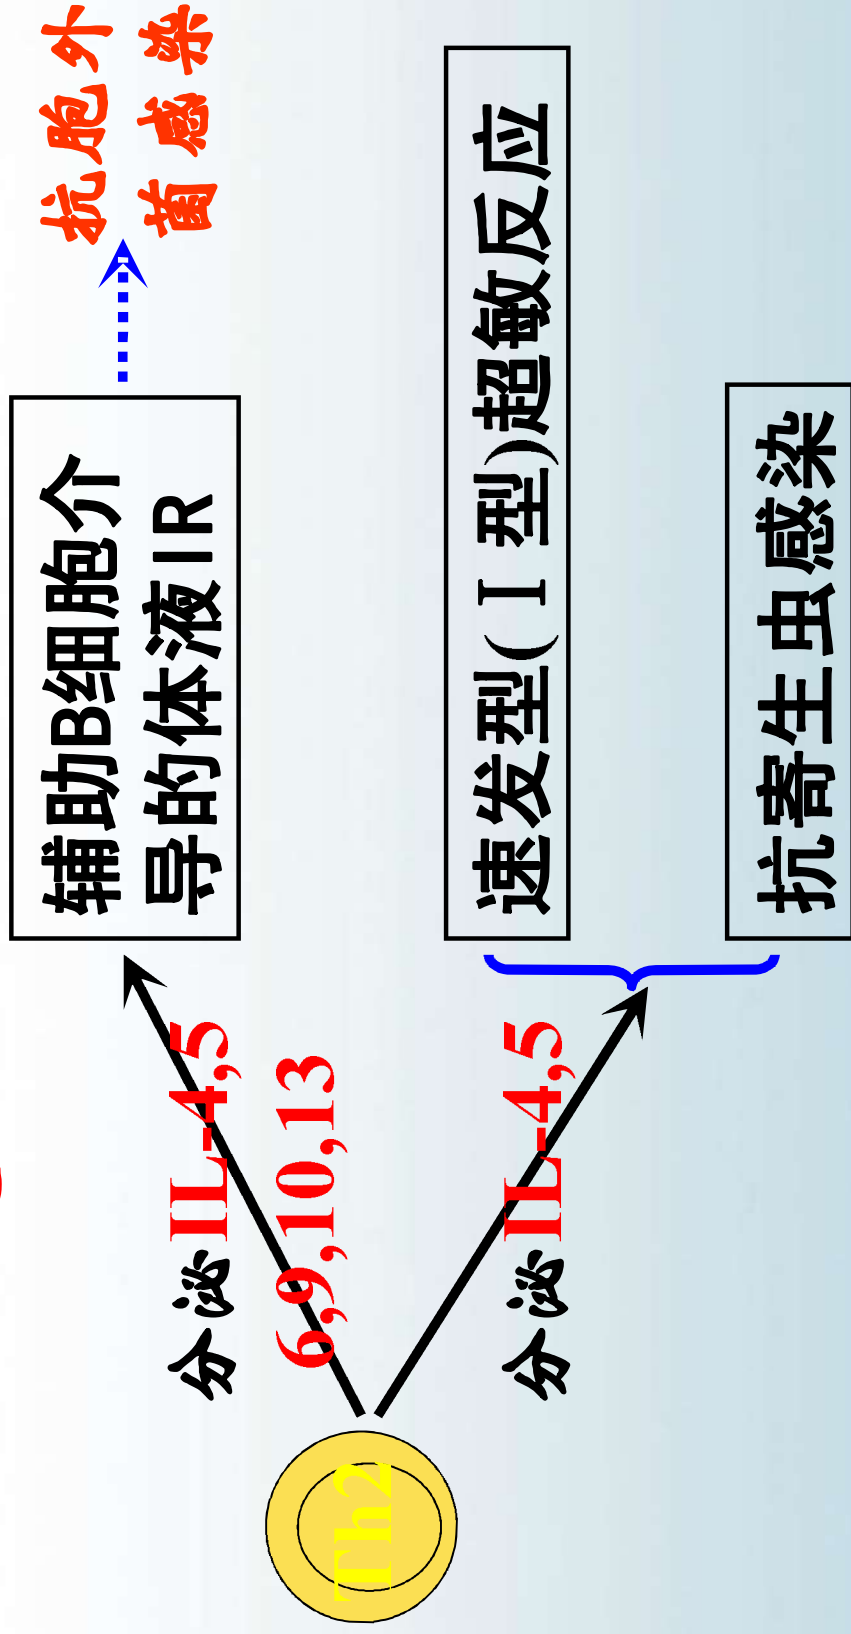 分泌IL-4,5
6,9,10,13
辅助B细胞介
导的体液IR
抗胞外
菌感染
Th2
分泌IL-4,5
速发型(Ⅰ型)超敏反应
抗寄生虫感染